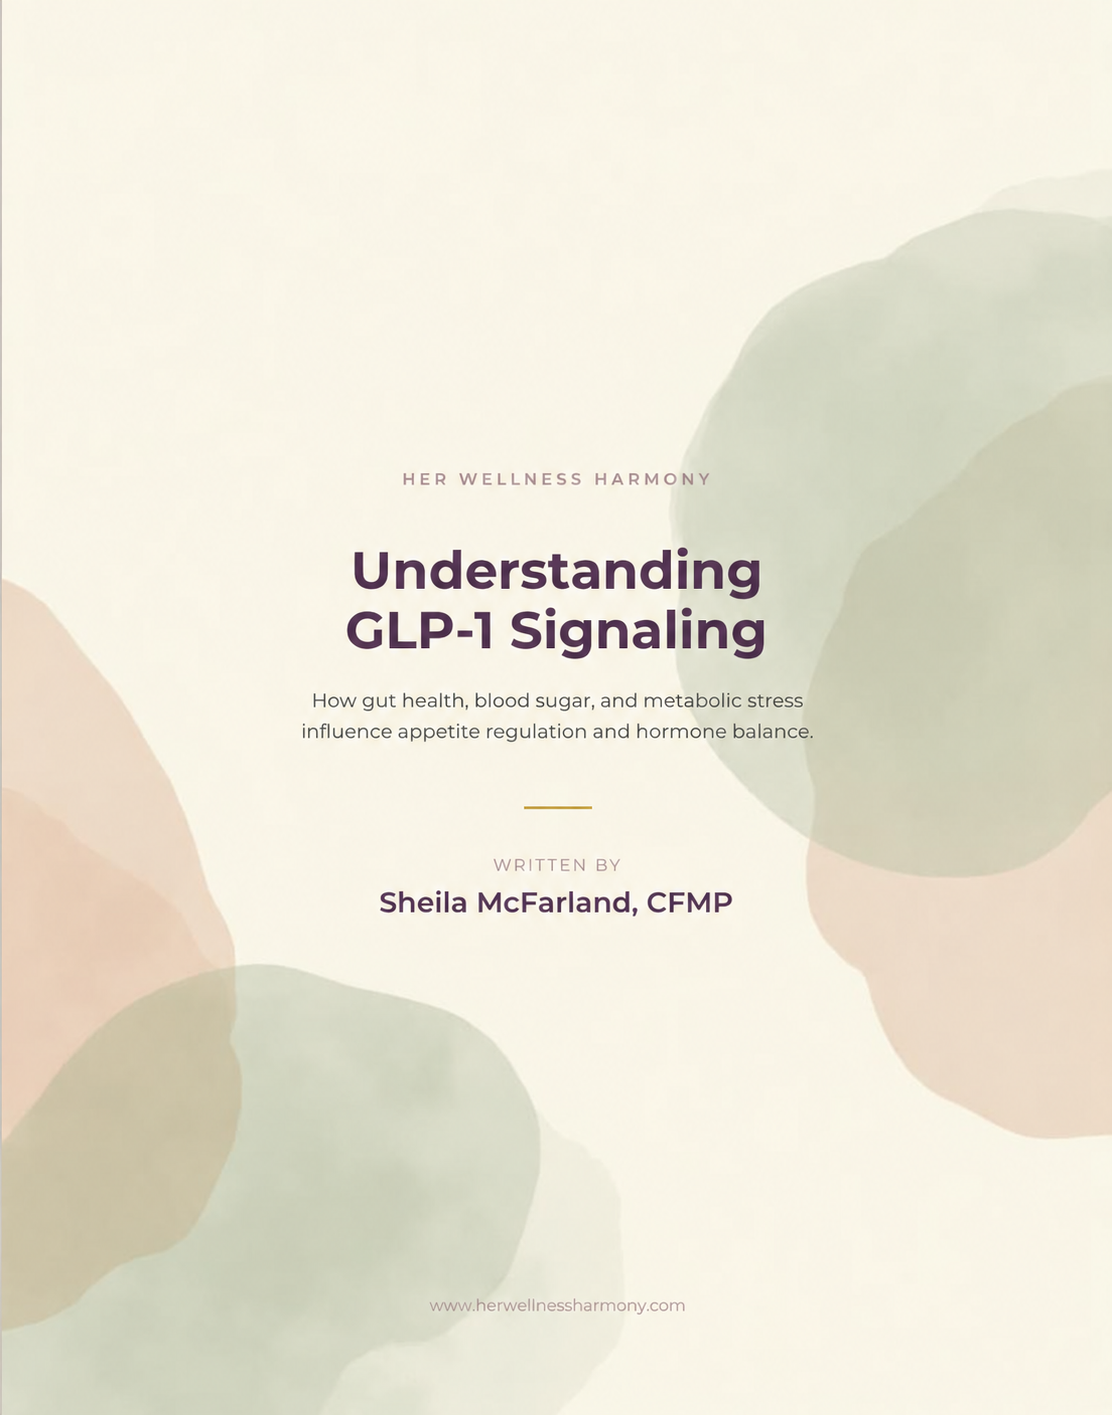 HER WELLNESS HARMONY
Understanding
GLP-1 Signaling
How gut health, blood sugar, and metabolic stress
influence appetite regulation and hormone balance.
WRITTEN BY
Sheila McFarland, CFMP
www.herwellnessharmony.com